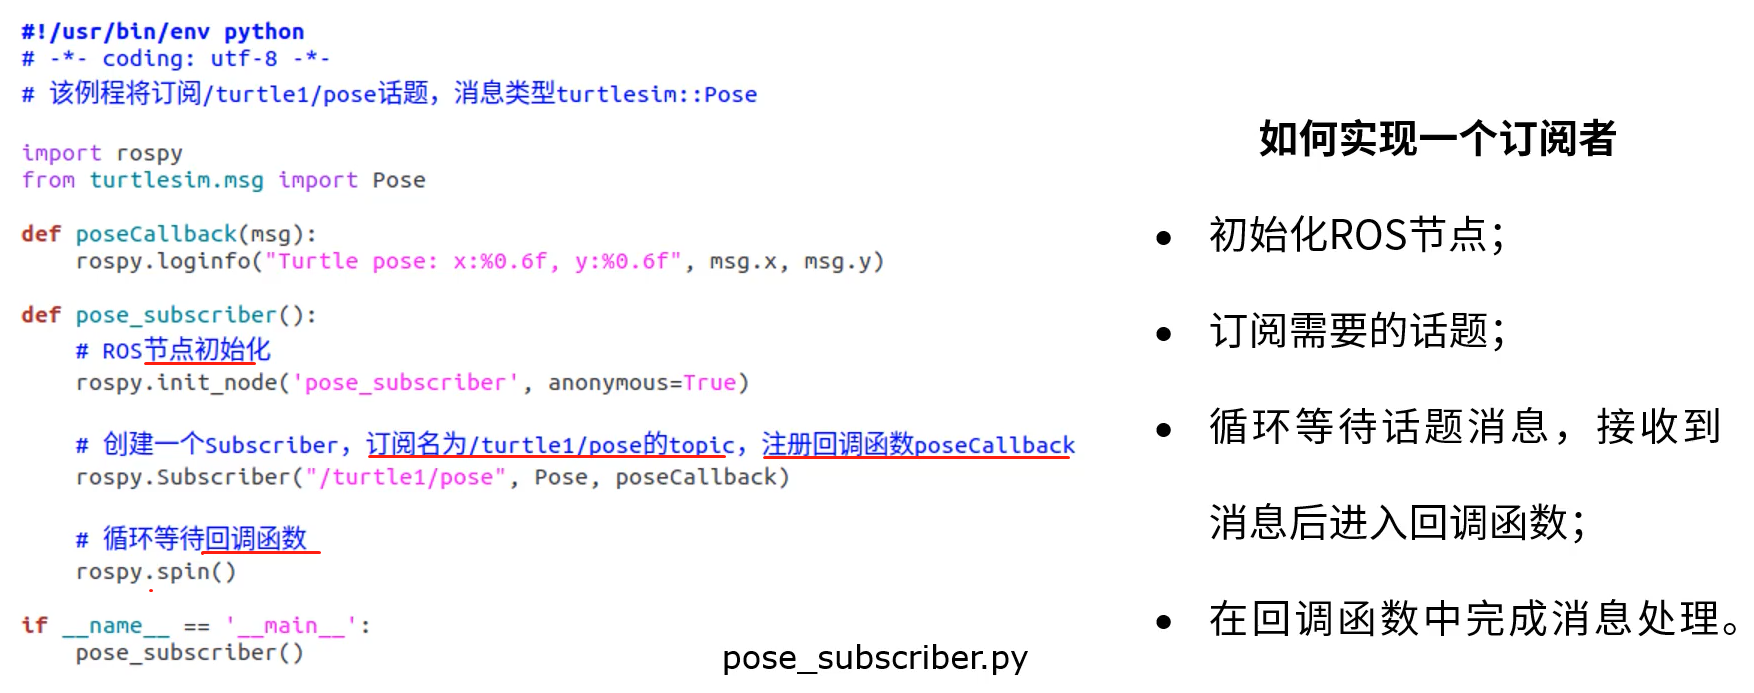 #!/usr/bin/env python
# -*- coding: utf-8 -*-
# 该例程将订阅/turtle1/pose话题，消息类型turtlesim::Pose
import rospy
from turtlesim.msg import Pose
def poseCallback(msg):
    rospy.loginfo("Turtle pose: x:%0.6f, y:%0.6f", msg.x, msg.y)
def pose_subscriber():
    # ROS节点初始化
    rospy.init_node('pose_subscriber', anonymous=True)
    # 创建一个Subscriber，订阅名为/turtle1/pose的topic，注册回调函数poseCallback
    rospy.Subscriber("/turtle1/pose", Pose, poseCallback)
    # 循环等待回调函数
    rospy.spin()
if __name__ == '__main__':
    pose_subscriber()
pose_subscriber.py
如何实现一个订阅者
• 初始化ROS节点；
• 订阅需要的话题；
• 循环等待话题消息，接收到
消息后进入回调函数；
• 在回调函数中完成消息处理。